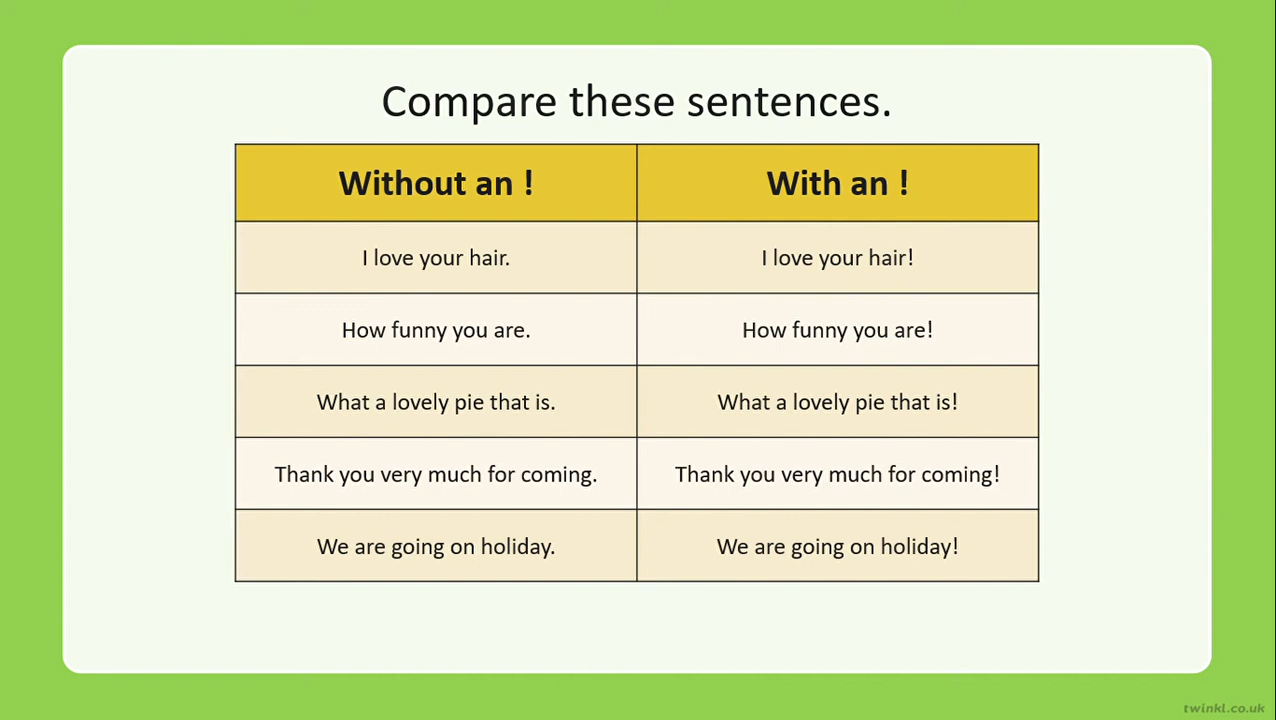 Compare these sentences.
Without an !
With an !
I love your hair.
I love your hair!
How funny you are.
How funny you are!
What a lovely pie that is.
What a lovely pie that is!
Thank you very much for coming.
Thank you very much for coming!
We are going on holiday.
We are going on holiday!
twinkl.co.uk